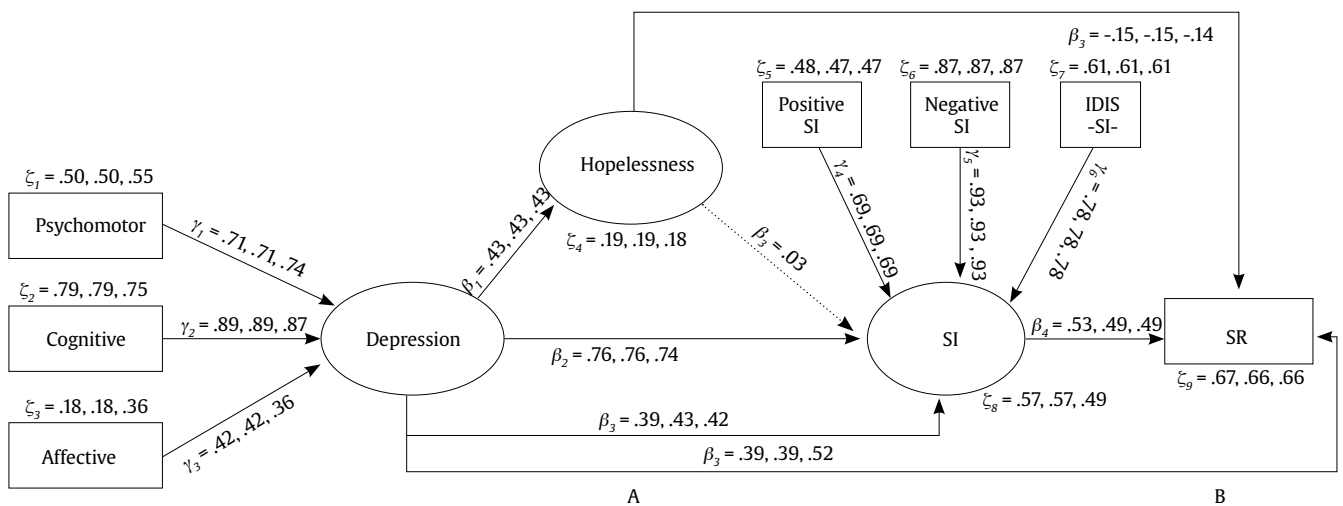 β3 = -.15, -.15, -.14
ζ5 = .48, .47, .47
ζ6 = .87, .87, .87
ζ7 = .61, .61, .61
Positive
SI
Negative
SI
IDIS
-SI-
Hopelessness
γ4 = .69, .69, .69
γ5 = .93, .93, .93
γ6 = .78, .78, .78
ζ1 = .50, .50, .55
Psychomotor
γ1 = .71, .71, .74
β1 = .43, .43, .43
ζ4 = .19, .19, .18
β3 = .03
ζ2 = .79, .79, .75
Cognitive
γ2 = .89, .89, .87
Depression
β2 = .76, .76, .74
SI
β4 = .53, .49, .49
SR
ζ9 = .67, .66, .66
ζ3 = .18, .18, .36
Affective
γ3 = .42, .42, .36
ζ8 = .57, .57, .49
β3 = .39, .43, .42
β3 = .39, .39, .52
A
B